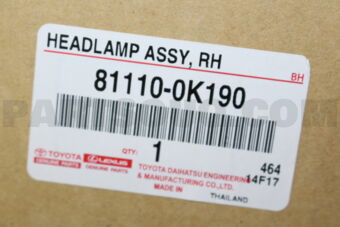 HEADLAMP ASSY, RH
BH
81110-0K190
QTY:
1
464
14F17
TOYOTA
GENUINE PARTS
LEXUS
GENUINE PARTS
TOYOTA DAIHATSU ENGINEERING
& MANUFACTURING CO., LTD.
MADE IN
THAILAND